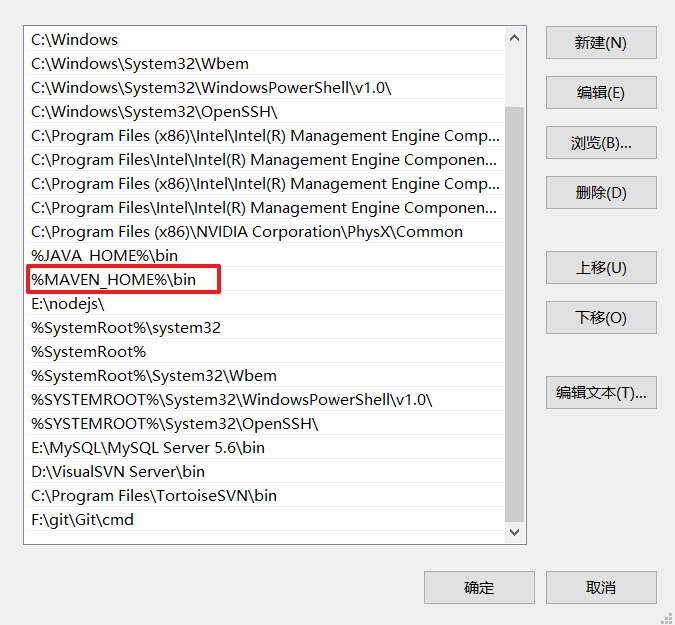 C:\Windows
C:\Windows\System32\Wbem
C:\Windows\System32\WindowsPowerShell\v1.0\
C:\Windows\System32\OpenSSH\
C:\Program Files (x86)\Intel\Intel(R) Management Engine Comp...
C:\Program Files\Intel\Intel(R) Management Engine Componen...
C:\Program Files (x86)\Intel\Intel(R) Management Engine Comp...
C:\Program Files\Intel\Intel(R) Management Engine Componen...
C:\Program Files (x86)\NVIDIA Corporation\PhysX\Common
%JAVA_HOME%\bin
%MAVEN_HOME%\bin
E:\nodejs\
%SystemRoot%\system32
%SystemRoot%
%SystemRoot%\System32\Wbem
%SYSTEMROOT%\System32\WindowsPowerShell\v1.0\
%SYSTEMROOT%\System32\OpenSSH\
E:\MySQL\MySQL Server 5.6\bin
D:\VisualSVN Server\bin
C:\Program Files\TortoiseSVN\bin
F:\git\Git\cmd
新建(N)
编辑(E)
浏览(B)...
删除(D)
上移(U)
下移(O)
编辑文本(T)...
确定
取消